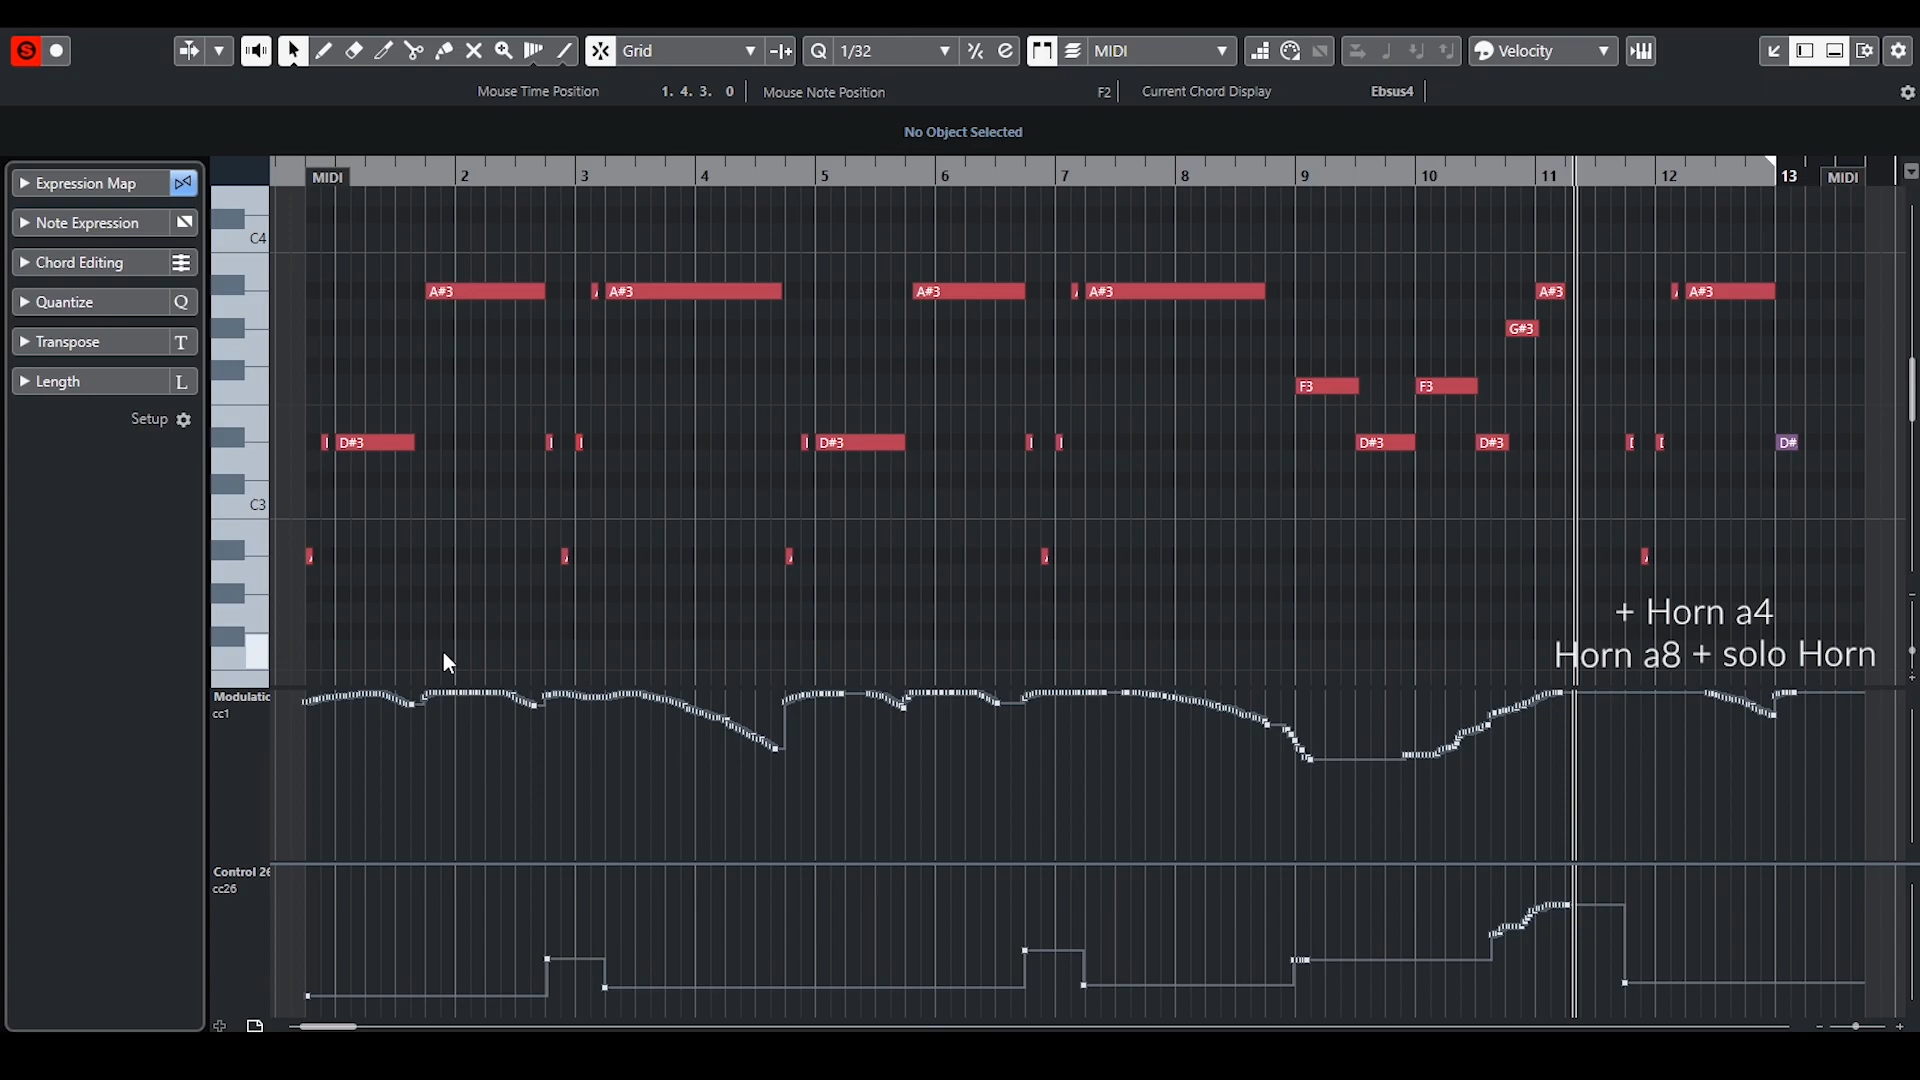 S Grid Q 1/32 MIDI Velocity
Mouse Time Position 1. 4. 3. 0 Mouse Note Position F2 Current Chord Display Ebsus4
No Object Selected
Expression Map
Note Expression
Chord Editing
Quantize Q
Transpose T
Length L
Setup
MIDI 2 3 4 5 6 7 8 9 10 11 12 13 MIDI
C4
A#3 A#3 A#3 A#3 A#3 A#3
G#3
F3 F3
D#3 D#3 D#3 D#3 D#
C3
+ Horn a4
Horn a8 + solo Horn
Modulatic
cc1
Control 26
cc26